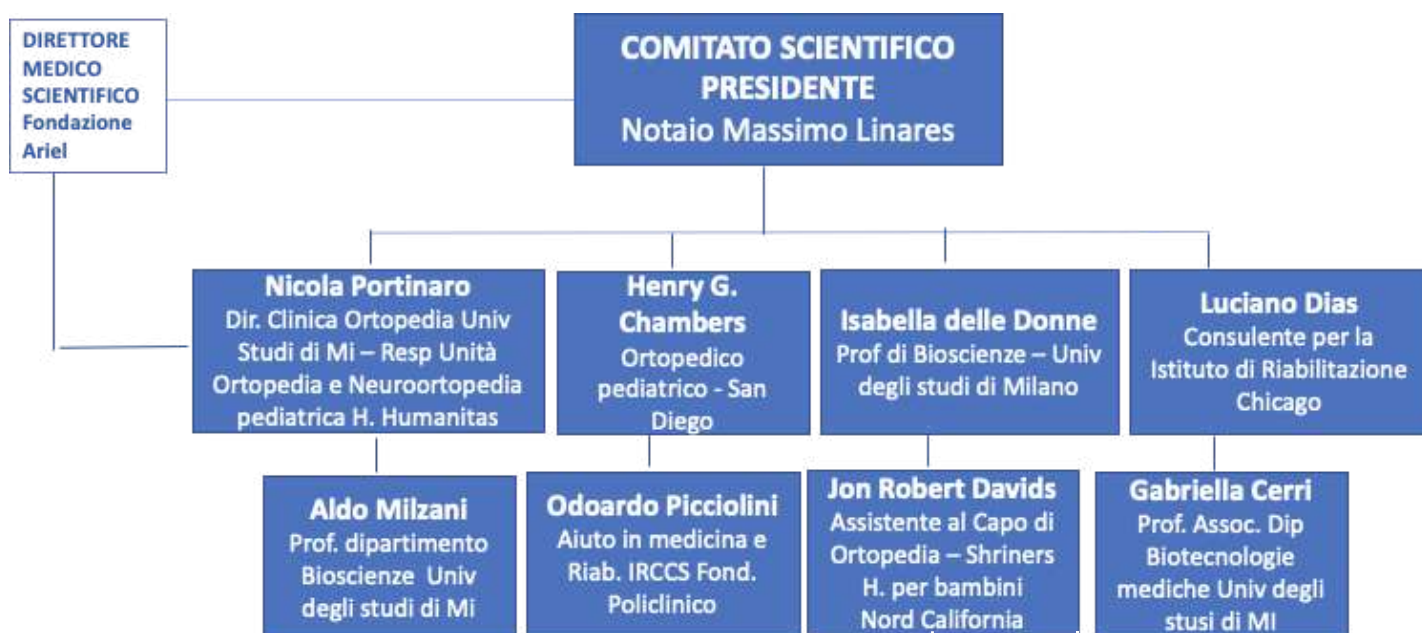 DIRETTORE
MEDICO
SCIENTIFICO
Fondazione
Ariel
COMITATO SCIENTIFICO
PRESIDENTE
Notaio Massimo Linares
Nicola Portinaro
Dir. Clinica Ortopedia Univ
Studi di Mi – Resp Unità
Ortopedia e Neuroortopedia
pediatrica H. Humanitas
Henry G.
Chambers
Ortopedico
pediatrico - San
Diego
Isabella delle Donne
Prof di Bioscienze – Univ
degli studi di Milano
Luciano Dias
Consulente per la
Istituto di Riabilitazione
Chicago
Aldo Milzani
Prof. dipartimento
Bioscienze Univ
degli studi di Mi
Odoardo Picciolini
Aiuto in medicina e
Riab. IRCCS Fond.
Policlinico
Jon Robert Davids
Assistente al Capo di
Ortopedia – Shriners
H. per bambini
Nord California
Gabriella Cerri
Prof. Assoc. Dip
Biotecnologie
mediche Univ degli
stusi di MI